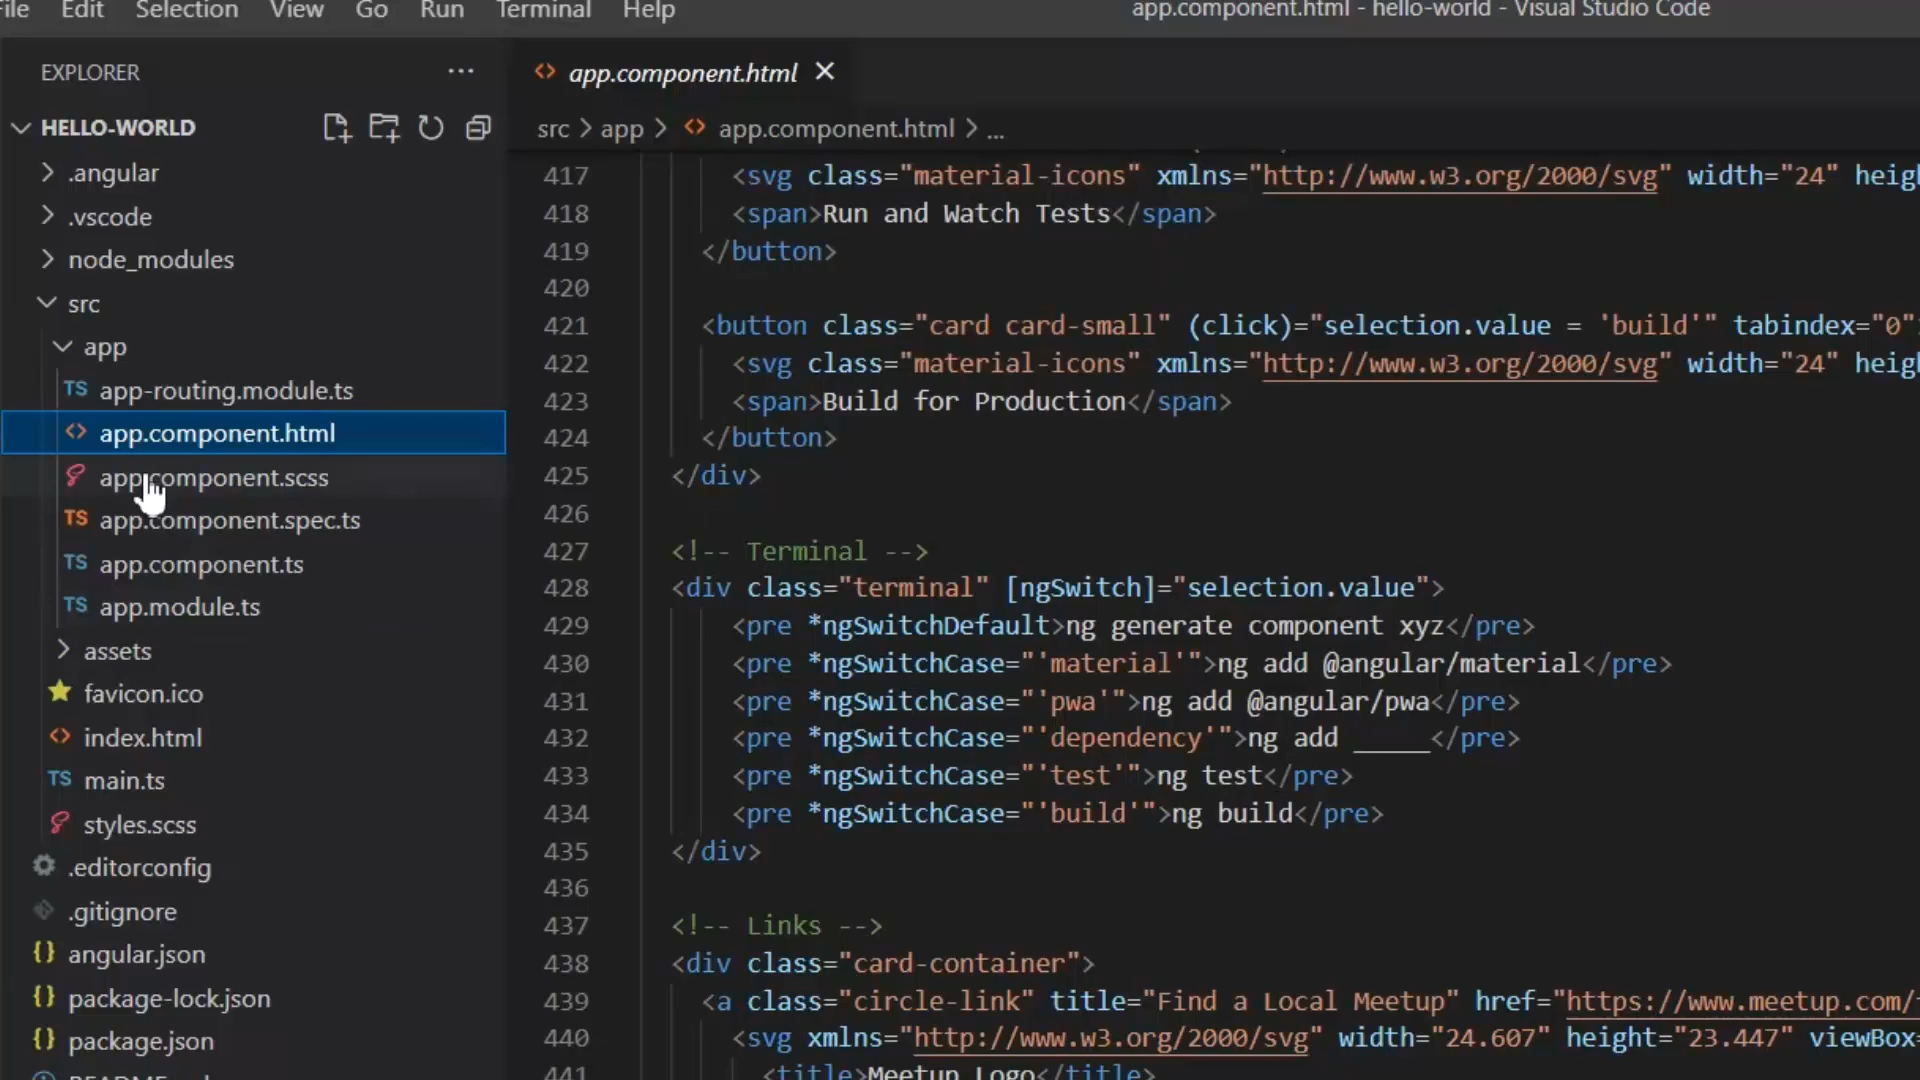 File Edit Selection View Go Run Terminal Help
app.component.html - hello-world - Visual Studio Code
EXPLORER
HELLO-WORLD
.angular
.vscode
node_modules
src
app
TS app-routing.module.ts
<> app.component.html
app.component.scss
TS app.component.spec.ts
TS app.component.ts
TS app.module.ts
assets
favicon.ico
<> index.html
TS main.ts
styles.scss
.editorconfig
.gitignore
{} angular.json
{} package-lock.json
{} package.json
<> app.component.html
src > app > <> app.component.html > ...
417 <svg class="material-icons" xmlns="http://www.w3.org/2000/svg" width="24" heigh
418 <span>Run and Watch Tests</span>
419 </button>
420
421 <button class="card card-small" (click)="selection.value = 'build'" tabindex="0"
422 <svg class="material-icons" xmlns="http://www.w3.org/2000/svg" width="24" heigh
423 <span>Build for Production</span>
424 </button>
425 </div>
426
427 <!-- Terminal -->
428 <div class="terminal" [ngSwitch]="selection.value">
429 <pre *ngSwitchDefault>ng generate component xyz</pre>
430 <pre *ngSwitchCase="'material'">ng add @angular/material</pre>
431 <pre *ngSwitchCase="'pwa'">ng add @angular/pwa</pre>
432 <pre *ngSwitchCase="'dependency'">ng add _____</pre>
433 <pre *ngSwitchCase="'test'">ng test</pre>
434 <pre *ngSwitchCase="'build'">ng build</pre>
435 </div>
436
437 <!-- Links -->
438 <div class="card-container">
439 <a class="circle-link" title="Find a Local Meetup" href="https://www.meetup.com/
440 <svg xmlns="http://www.w3.org/2000/svg" width="24.607" height="23.447" viewBox=
441 <title>Meetup Logo</title>